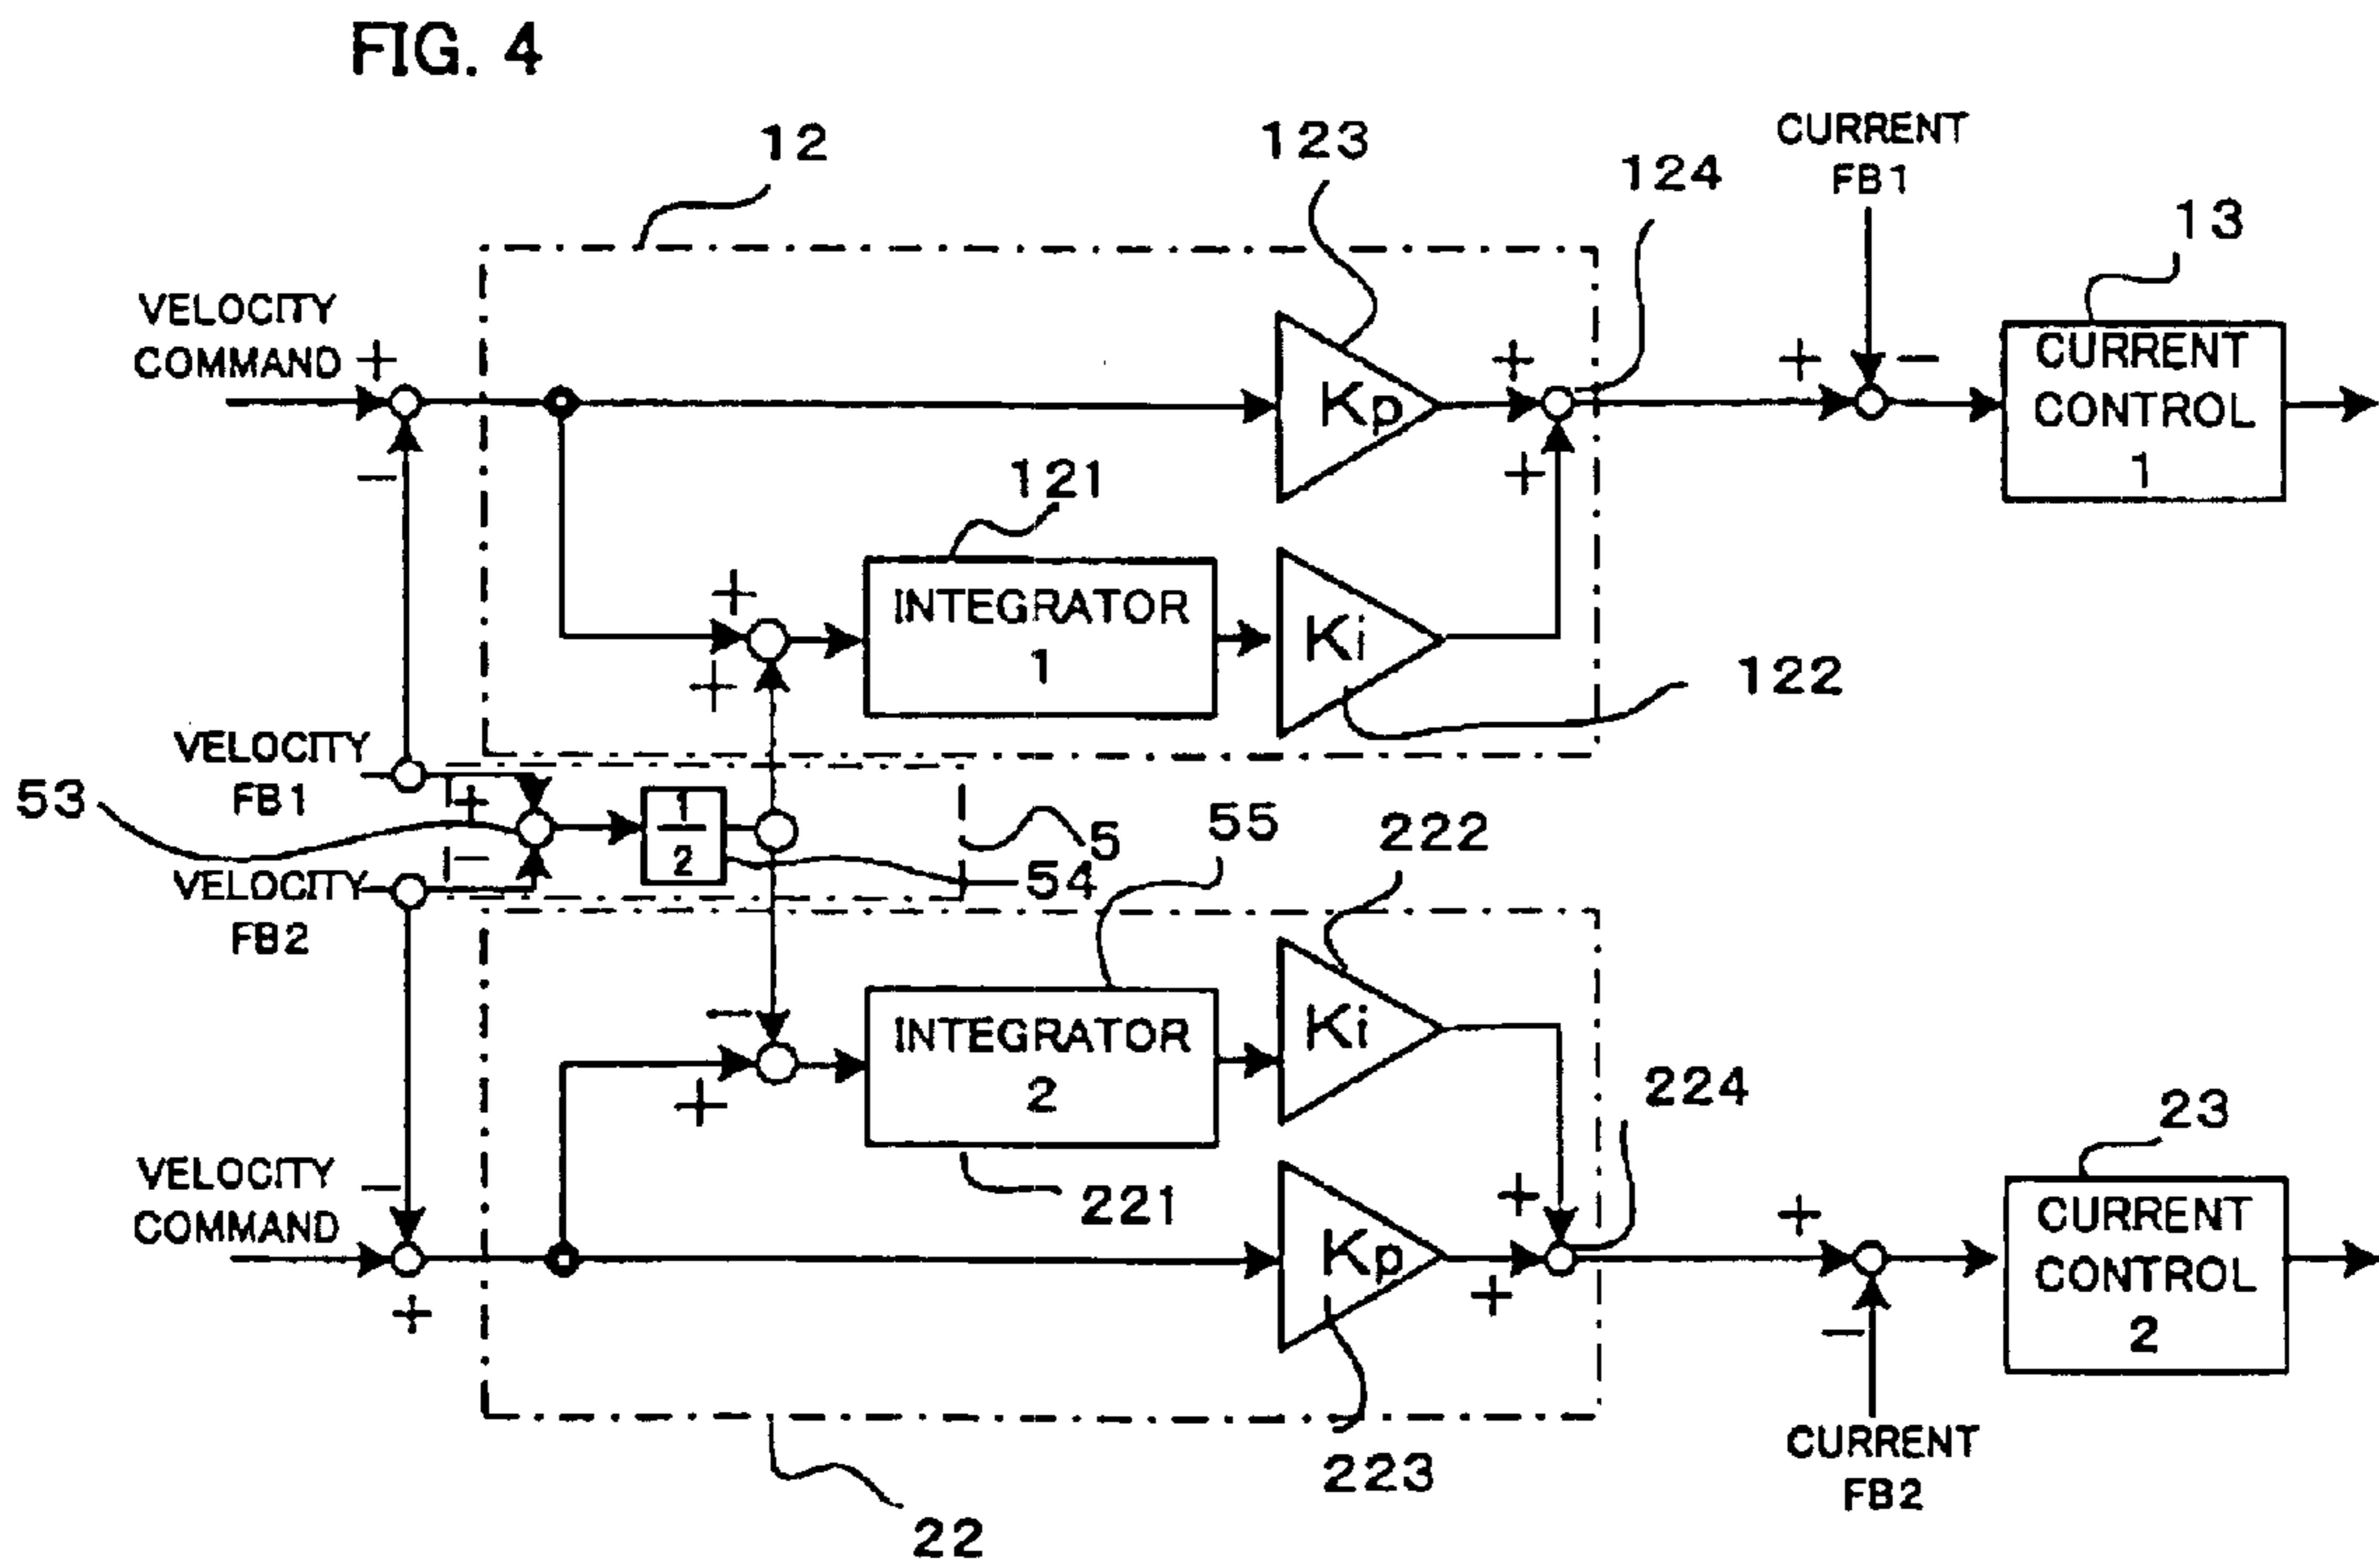 FIG. 4
12
123
124
CURRENT
FB1
13
VELOCITY
COMMAND
+
−
Kp
+
+
+
−
CURRENT
CONTROL
1
121
+
+
INTEGRATOR
1
Ki
122
VELOCITY
FB1
53
+
−
1
2
5
54
VELOCITY
FB2
55
222
−
+
INTEGRATOR
2
Ki
221
224
23
VELOCITY
COMMAND
−
+
Kp
+
+
+
−
CURRENT
CONTROL
2
223
CURRENT
FB2
22